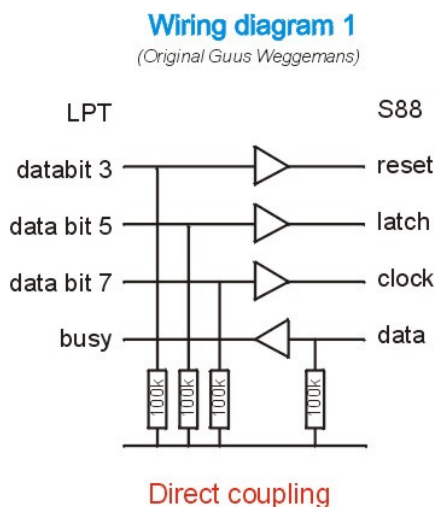 Wiring diagram 1
(Original Guus Weggemans)
LPT S88
databit 3 reset
data bit 5 latch
data bit 7 clock
busy data
100k 100k 100k 100k
Direct coupling